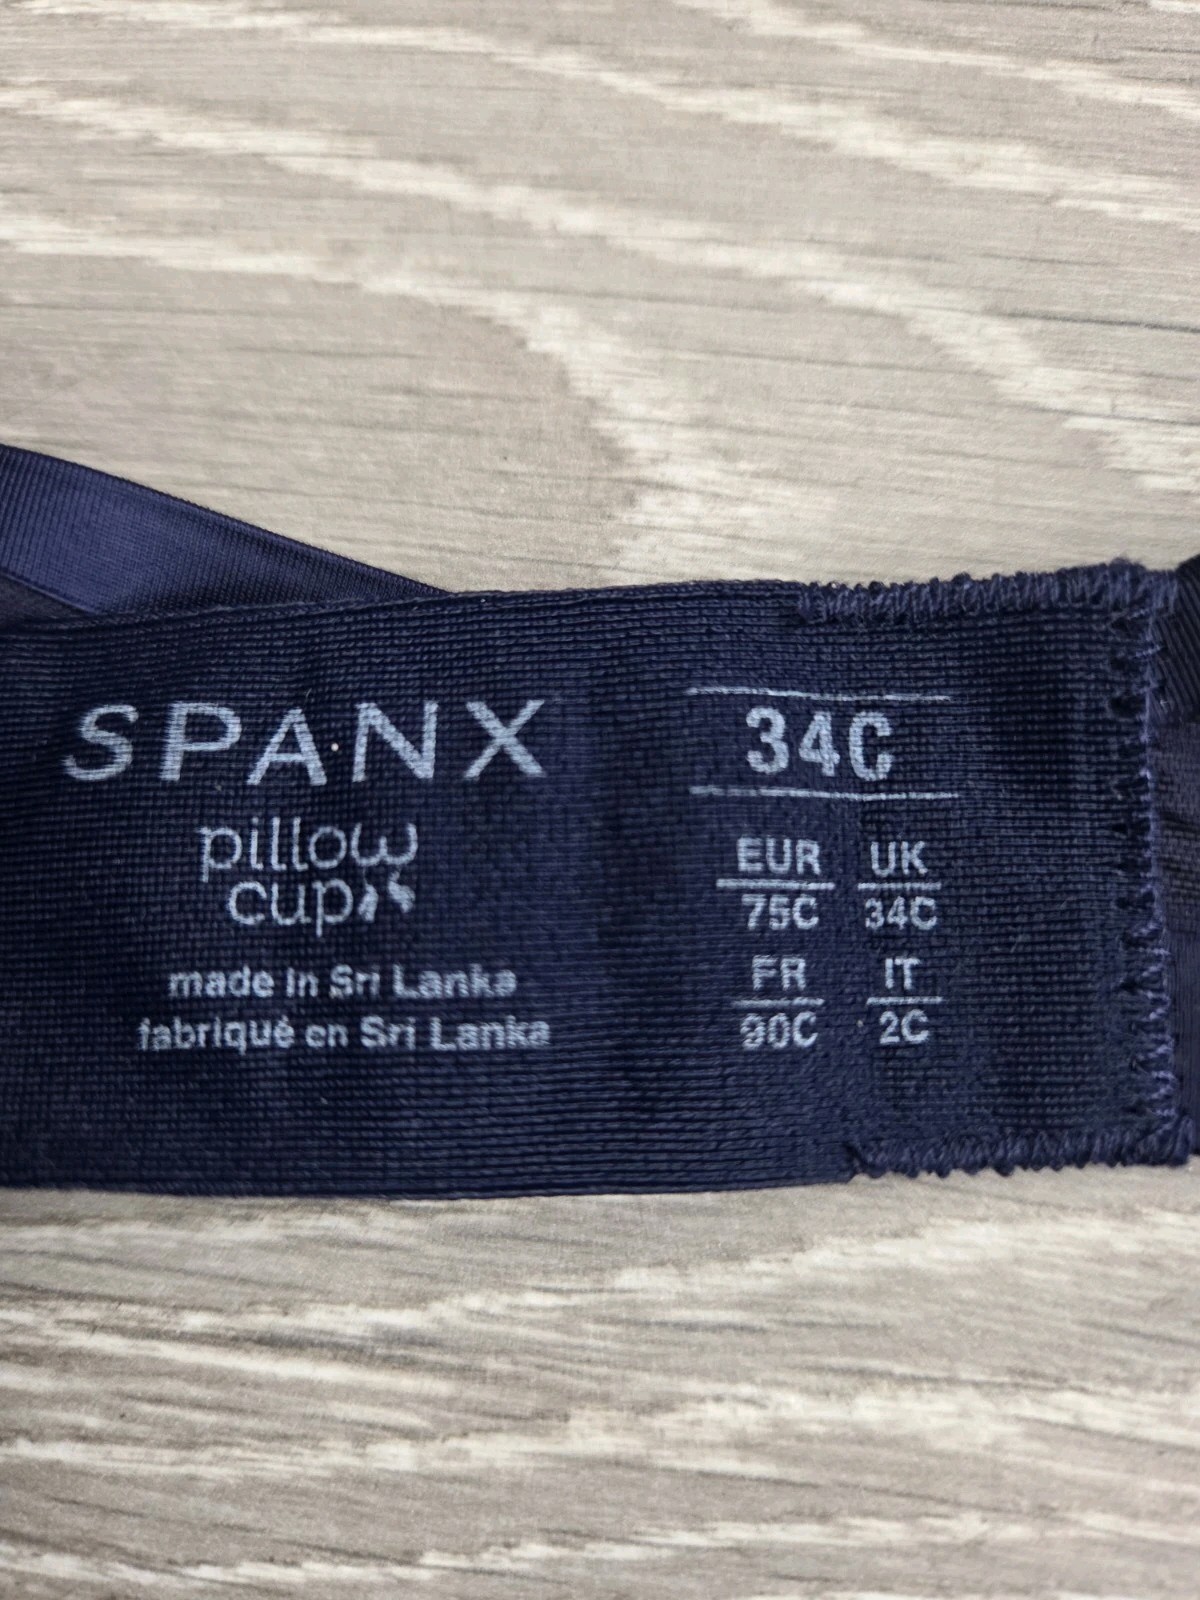 SPANX
pillow
cup
made in Sri Lanka
fabriqué en Sri Lanka
34C
EUR UK
75C 34C
FR IT
90C 2C